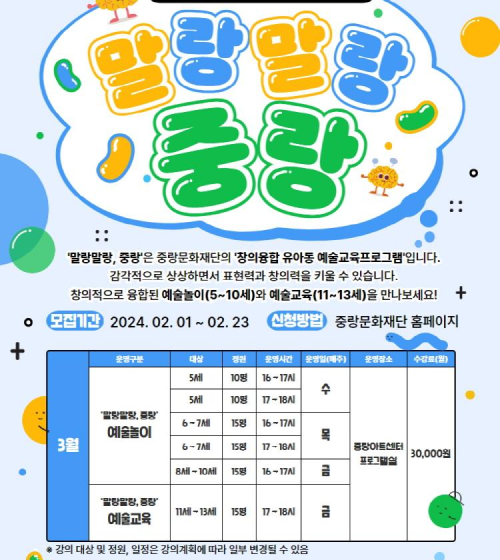 말랑말랑
중랑
'말랑말랑, 중랑'은 중랑문화재단의 '창의융합 유아동 예술교육프로그램'입니다.
감각적으로 상상하면서 표현력과 창의력을 키울 수 있습니다.
창의적으로 융합된 예술놀이(5~10세)와 예술교육(11~13세)을 만나보세요!
모집기간 2024. 02. 01 ~ 02. 23 신청방법 중랑문화재단 홈페이지
운영구분 대상 정원 운영시간 운영일(매주) 운영장소 수강료(월)
3월
'말랑말랑, 중랑'
예술놀이
5세 10명 16 ~ 17시 수
5세 10명 17 ~ 18시
6 ~ 7세 15명 16 ~ 17시 목
6 ~ 7세 15명 17 ~ 18시
8세 ~ 10세 15명 16 ~ 17시 금
'말랑말랑, 중랑'
예술교육
11세 ~ 13세 15명 17 ~ 18시 금
중랑아트센터
프로그램실
30,000원
※ 강의 대상 및 정원, 일정은 강의계획에 따라 일부 변경될 수 있음